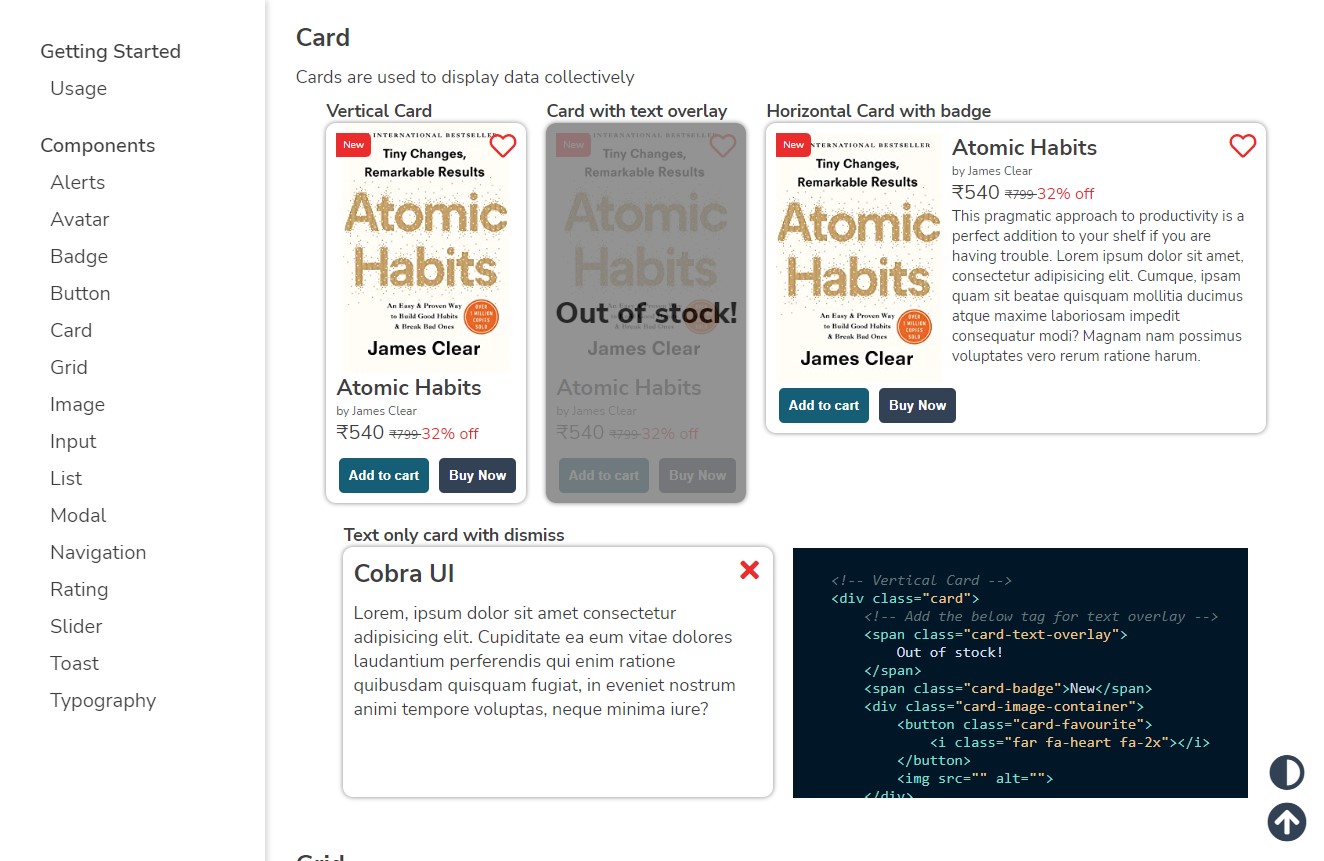 Getting Started
Usage
Components
Alerts
Avatar
Badge
Button
Card
Grid
Image
Input
List
Modal
Navigation
Rating
Slider
Toast
Typography
Card
Cards are used to display data collectively
Vertical Card
New
INTERNATIONAL BESTSELLER
Tiny Changes,
Remarkable Results
Atomic
Habits
An Easy & Proven Way
to Build Good Habits
& Break Bad Ones
OVER
1 MILLION
COPIES
SOLD
James Clear
Atomic Habits
by James Clear
₹540 ₹799 32% off
Add to cart
Buy Now
Card with text overlay
New
INTERNATIONAL BESTSELLER
Tiny Changes,
Remarkable Results
Atomic
Habits
An Easy & Proven Way
Out of stock!
to Build Good Habits
& Break Bad Ones
James Clear
Atomic Habits
by James Clear
₹540 ₹799 32% off
Add to cart
Buy Now
Horizontal Card with badge
New
INTERNATIONAL BESTSELLER
Tiny Changes,
Remarkable Results
Atomic
Habits
An Easy & Proven Way
to Build Good Habits
& Break Bad Ones
OVER
1 MILLION
COPIES
SOLD
James Clear
Atomic Habits
by James Clear
₹540 ₹799 32% off
This pragmatic approach to productivity is a
perfect addition to your shelf if you are
having trouble. Lorem ipsum dolor sit amet,
consectetur adipisicing elit. Cumque, ipsam
quam sit beatae quisquam mollitia ducimus
atque maxime laboriosam impedit
consequatur modi? Magnam nam possimus
voluptates vero rerum ratione harum.
Add to cart
Buy Now
Text only card with dismiss
Cobra UI
Lorem, ipsum dolor sit amet consectetur
adipisicing elit. Cupiditate ea eum vitae dolores
laudantium perferendis qui enim ratione
quibusdam quisquam fugiat, in eveniet nostrum
animi tempore voluptas, neque minima iure?
<!-- Vertical Card -->
<div class="card">
<!-- Add the below tag for text overlay -->
<span class="card-text-overlay">
Out of stock!
</span>
<span class="card-badge">New</span>
<div class="card-image-container">
<button class="card-favourite">
<i class="far fa-heart fa-2x"></i>
</button>
<img src="" alt="">
</div>
Grid